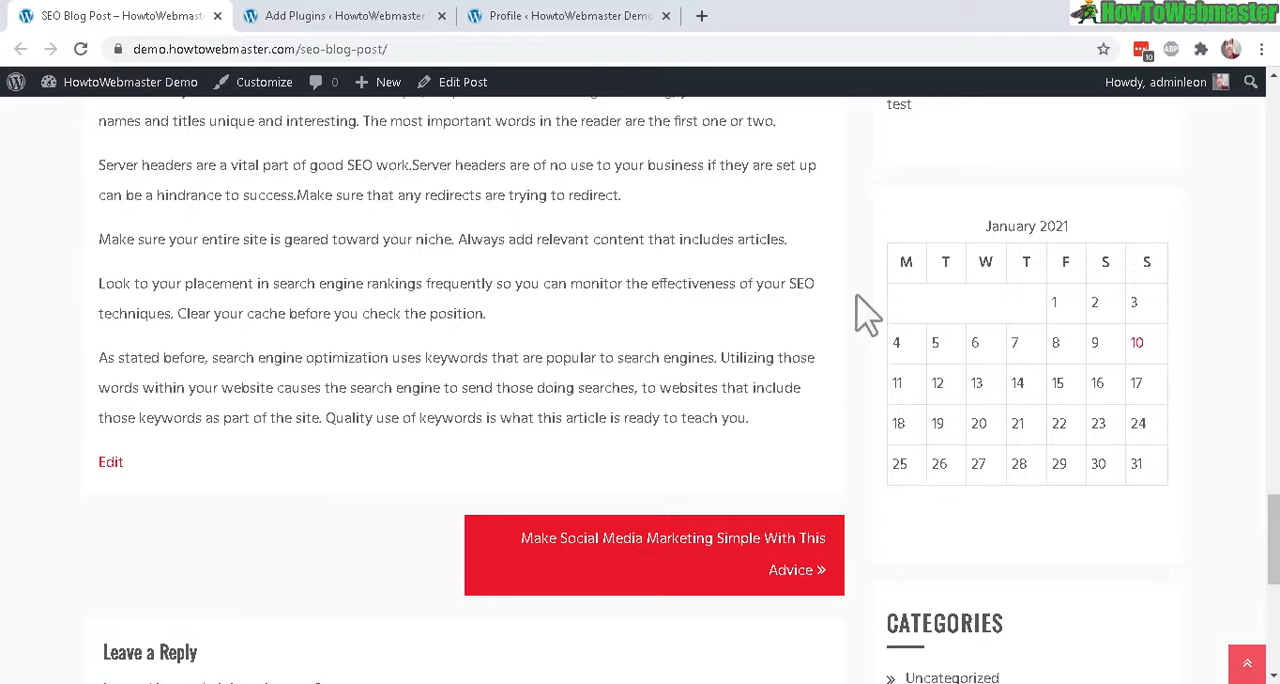 SEO Blog Post – HowtoWebmast
Add Plugins ‹ HowtoWebmaster
Profile ‹ HowtoWebmaster Demo
HowToWebmaster
demo.howtowebmaster.com/seo-blog-post/
10
ABP
HowtoWebmaster Demo
Customize
0
New
Edit Post
Howdy, adminleon
names and titles unique and interesting. The most important words in the reader are the first one or two.
Server headers are a vital part of good SEO work.Server headers are of no use to your business if they are set up
can be a hindrance to success.Make sure that any redirects are trying to redirect.
Make sure your entire site is geared toward your niche. Always add relevant content that includes articles.
Look to your placement in search engine rankings frequently so you can monitor the effectiveness of your SEO
techniqus. Clear your cache before you check the position.
As stated before, search engine optimization uses keywords that are popular to search engines. Utilizing those
words within your website causes the search engine to send those doing searches, to websites that include
those keywords as part of the site. Quality use of keywords is what this article is ready to teach you.
Edit
Make Social Media Marketing Simple With This
Advice »
Leave a Reply
test
January 2021
M T W T F S S
1 2 3
4 5 6 7 8 9 10
11 12 13 14 15 16 17
18 19 20 21 22 23 24
25 26 27 28 29 30 31
CATEGORIES
» Uncategorized